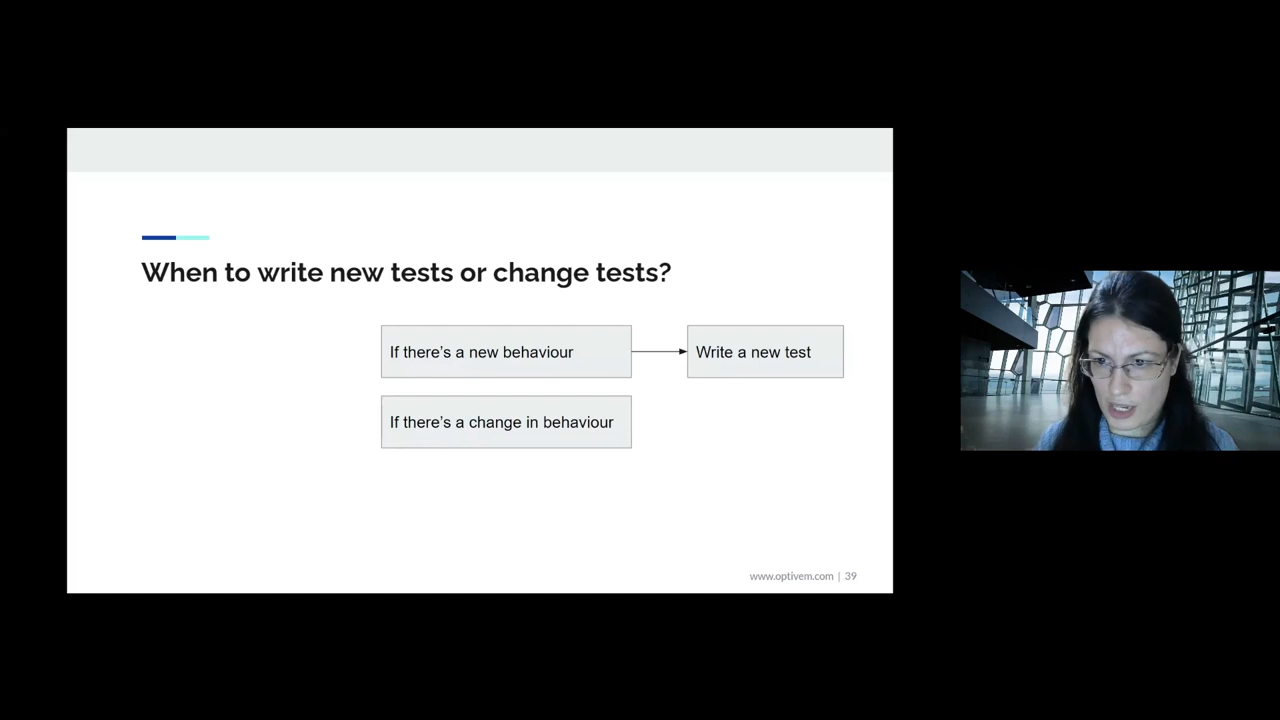 When to write new tests or change tests?
If there's a new behaviour
Write a new test
If there's a change in behaviour
www.optivem.com | 39